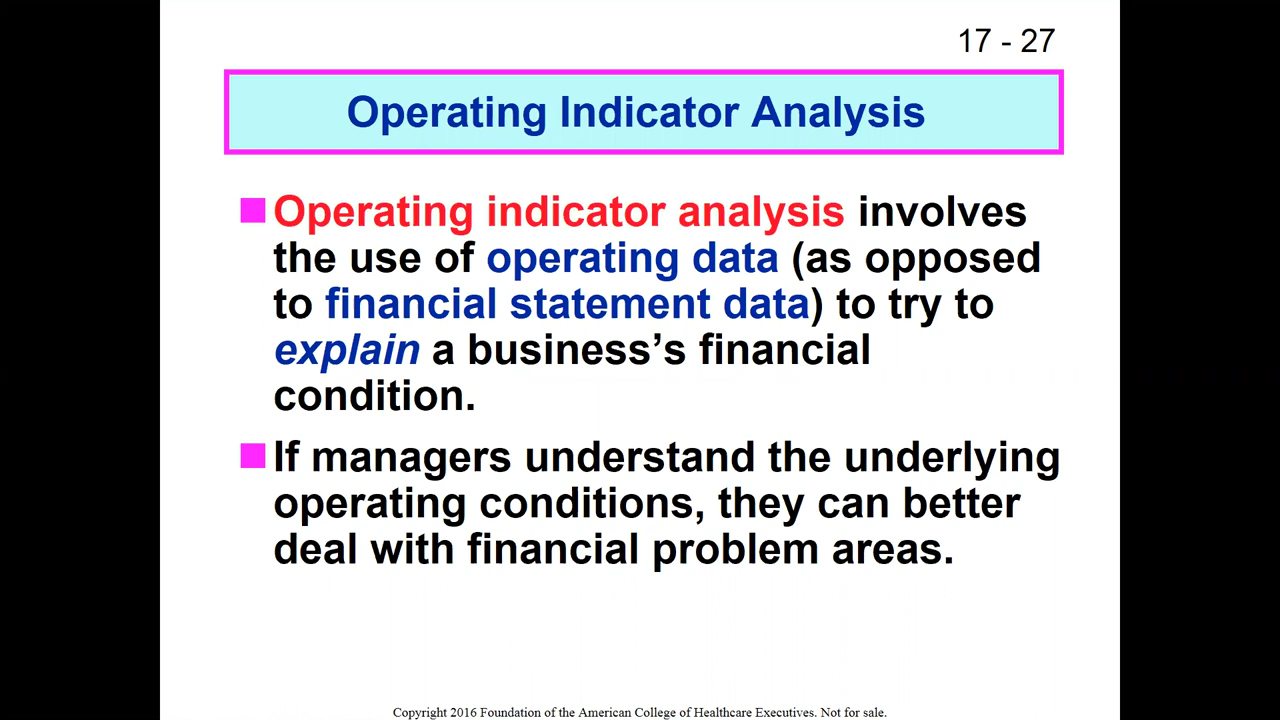 17 - 27
Operating Indicator Analysis
Operating indicator analysis involves
the use of operating data (as opposed
to financial statement data) to try to
explain a business’s financial
condition.
If managers understand the underlying
operating conditions, they can better
deal with financial problem areas.
Copyright 2016 Foundation of the American College of Healthcare Executives. Not for sale.